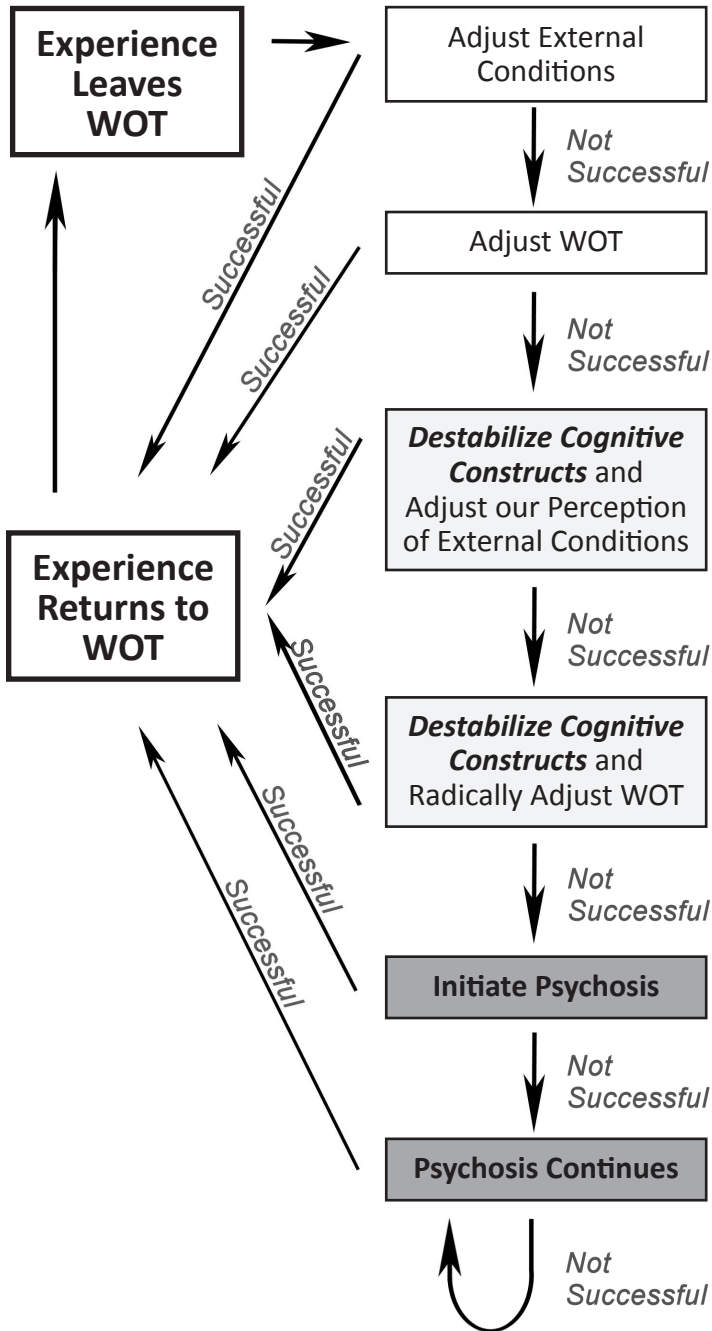 Experience
Leaves
WOT
Adjust External
Conditions
Successful
Not
Successful
Adjust WOT
Successful
Not
Successful
Destabilize Cognitive
Constructs and
Adjust our Perception
of External Conditions
Successful
Experience
Returns to
WOT
Not
Successful
Successful
Destabilize Cognitive
Constructs and
Radically Adjust WOT
Successful
Not
Successful
Initiate Psychosis
Successful
Not
Successful
Psychosis Continues
Not
Successful